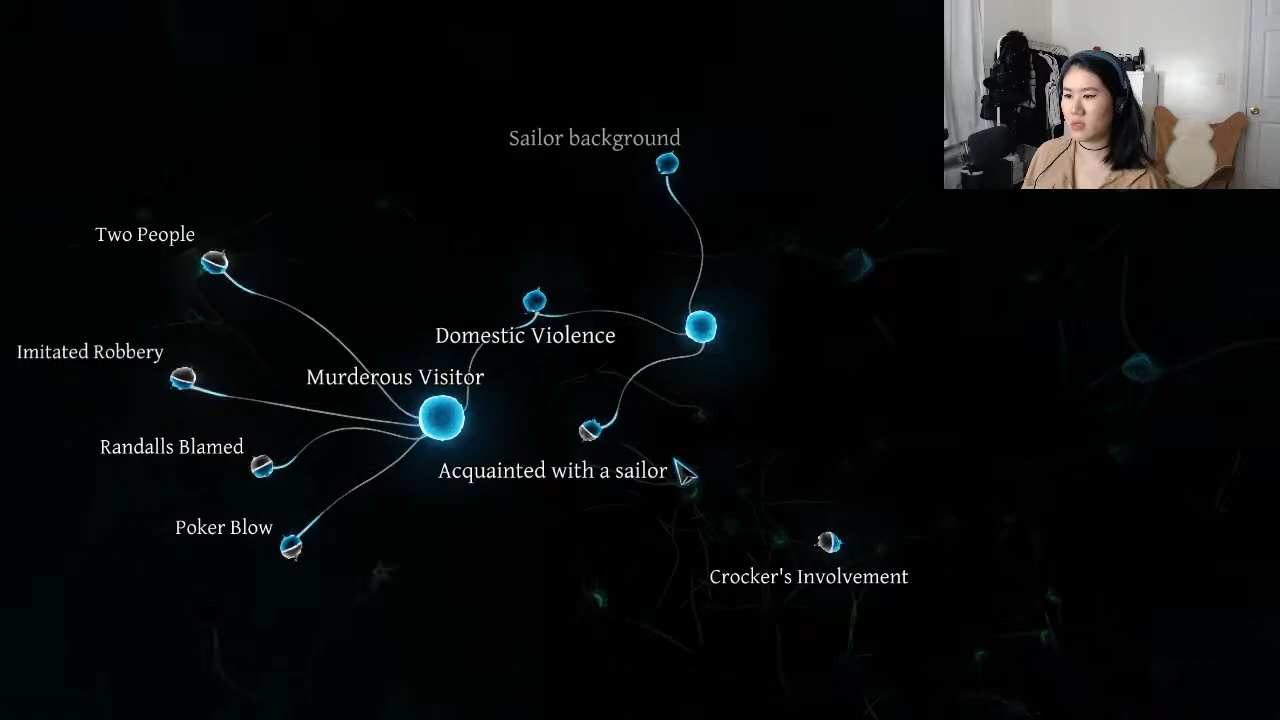 Sailor background
Two People
Domestic Violence
Imitated Robbery
Murderous Visitor
Randalls Blamed
Acquainted with a sailor
Poker Blow
Crocker's Involvement